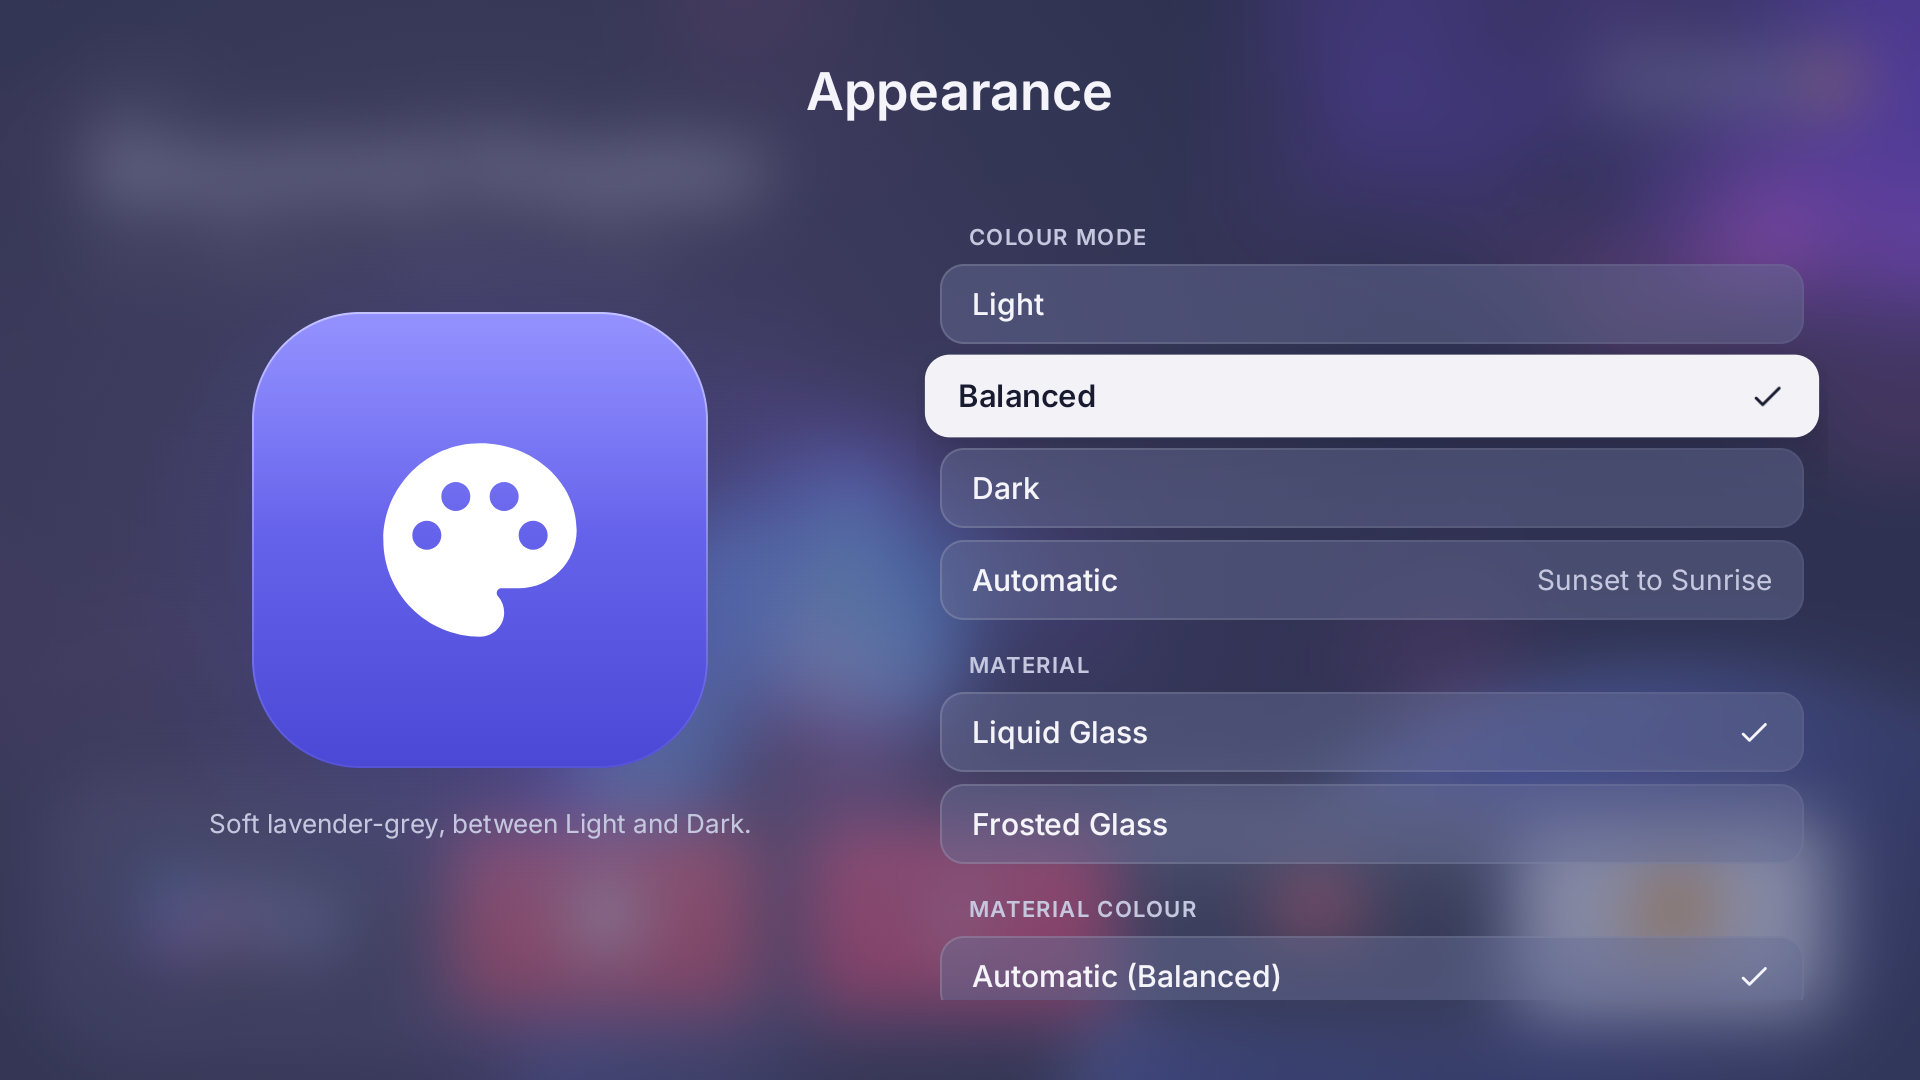 Appearance
COLOUR MODE
Light
Balanced
Dark
Automatic
Sunset to Sunrise
MATERIAL
Liquid Glass
Frosted Glass
MATERIAL COLOUR
Automatic (Balanced)
Soft lavender-grey, between Light and Dark.